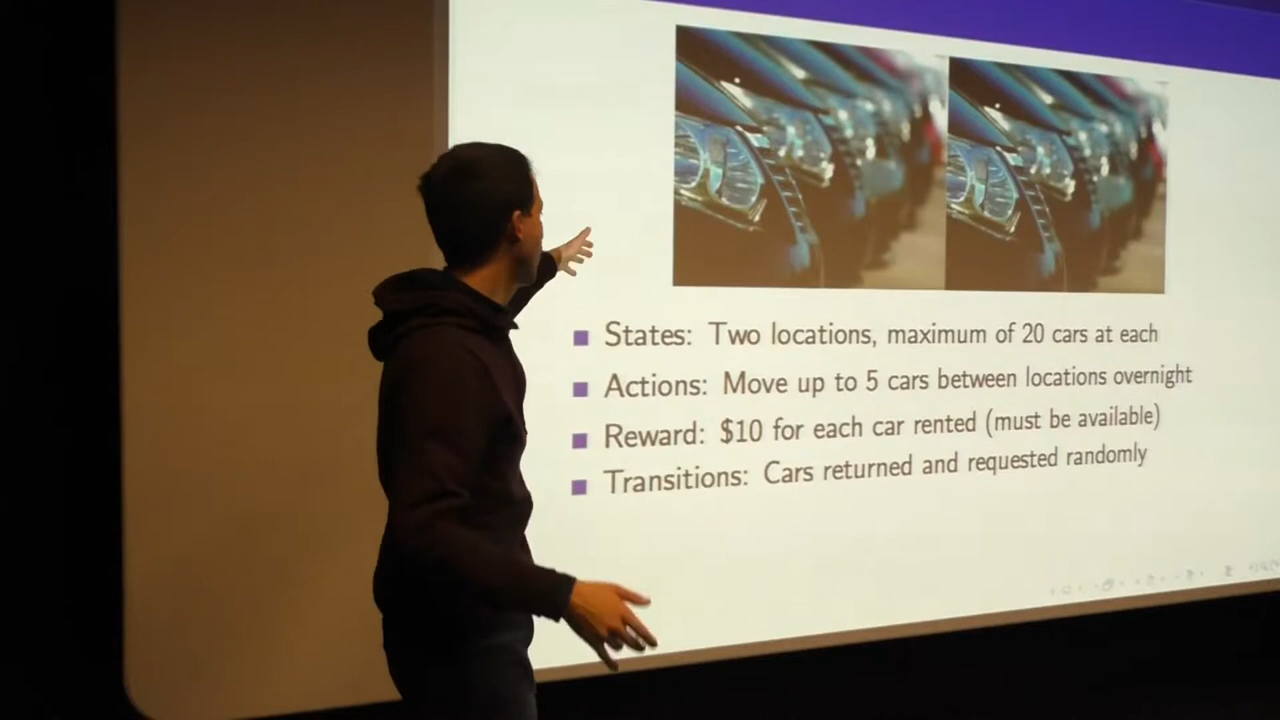 States: Two locations, maximum of 20 cars at each
Actions: Move up to 5 cars between locations overnight
Reward: $10 for each car rented (must be available)
Transitions: Cars returned and requested randomly